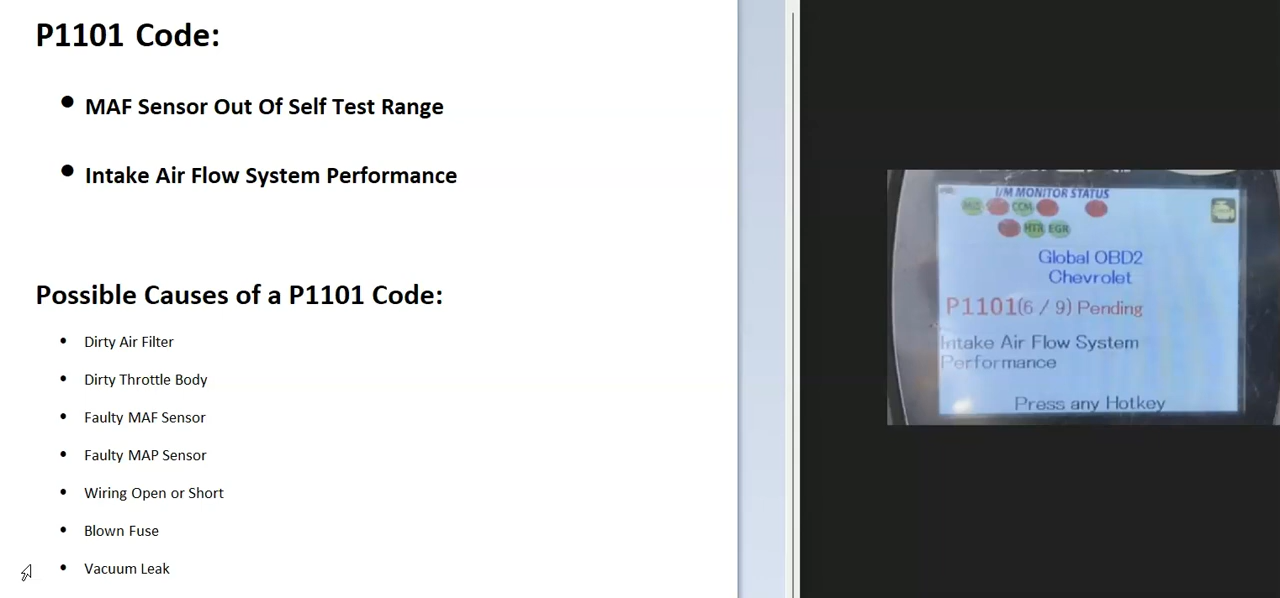 P1101 Code:
MAF Sensor Out Of Self Test Range
Intake Air Flow System Performance
Possible Causes of a P1101 Code:
Dirty Air Filter
Dirty Throttle Body
Faulty MAF Sensor
Faulty MAP Sensor
Wiring Open or Short
Blown Fuse
Vacuum Leak
I/M MONITOR STATUS
CCM
HTR EGR
Global OBD2
Chevrolet
P1101(6 / 9) Pending
Intake Air Flow System
Performance
Press any Hotkey